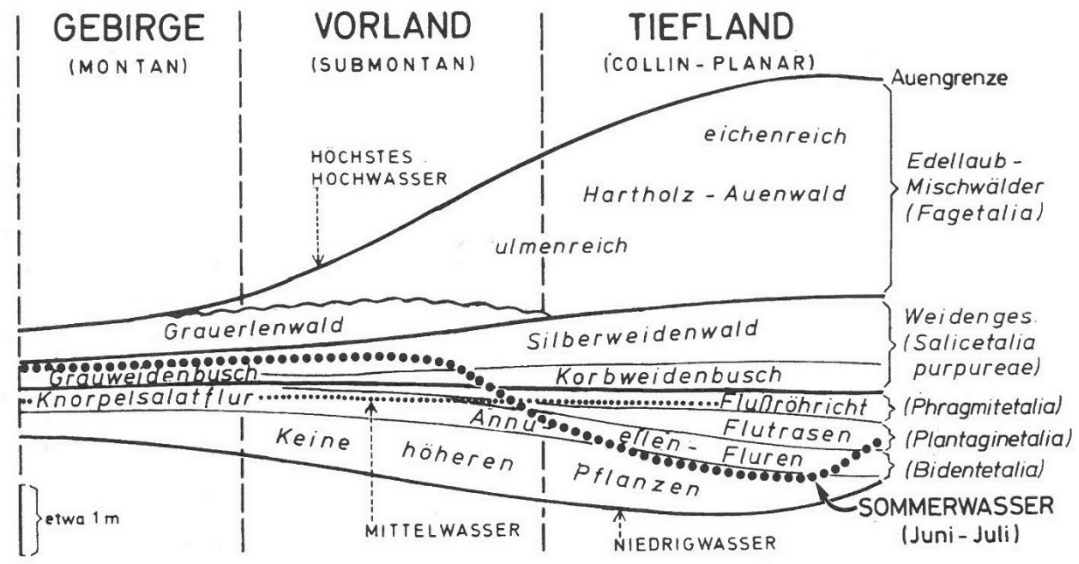 GEBIRGE
(MONTAN)
VORLAND
(SUBMONTAN)
TIEFLAND
(COLLIN-PLANAR)
Auengrenze
HÖCHSTES
HOCHWASSER
eichenreich
Hartholz - Auenwald
ulmenreich
Edellaub-
Mischwälder
(Fagetalia)
Grauerlenwald
Silberweidenwald
Weidenges.
(Salicetalia
purpureae)
Grauweidenbusch
Korbweidenbusch
Knorpelsalatflur
Flußröhricht
(Phragmitetalia)
Annuellen-Fluren
Flutrasen
(Plantaginetalia)
(Bidentetalia)
Keine höheren Pflanzen
etwa 1 m
MITTELWASSER
NIEDRIGWASSER
SOMMERWASSER
(Juni-Juli)